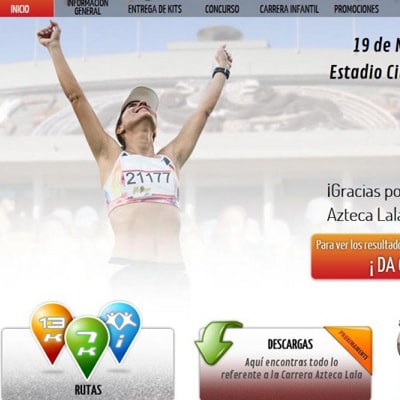 INICIO
INFORMACIÓN
GENERAL
ENTREGA DE KITS
CONCURSO
CARRERA INFANTIL
PROMOCIONES
19 de
Estadio Ci
21177
¡Gracias po
Azteca Lala
Para ver los resultado
¡ DA
13
K
7
K
i
RUTAS
DESCARGAS
PROXIMAMENTE
Aquí encontras todo lo
referente a la Carrera Azteca Lala